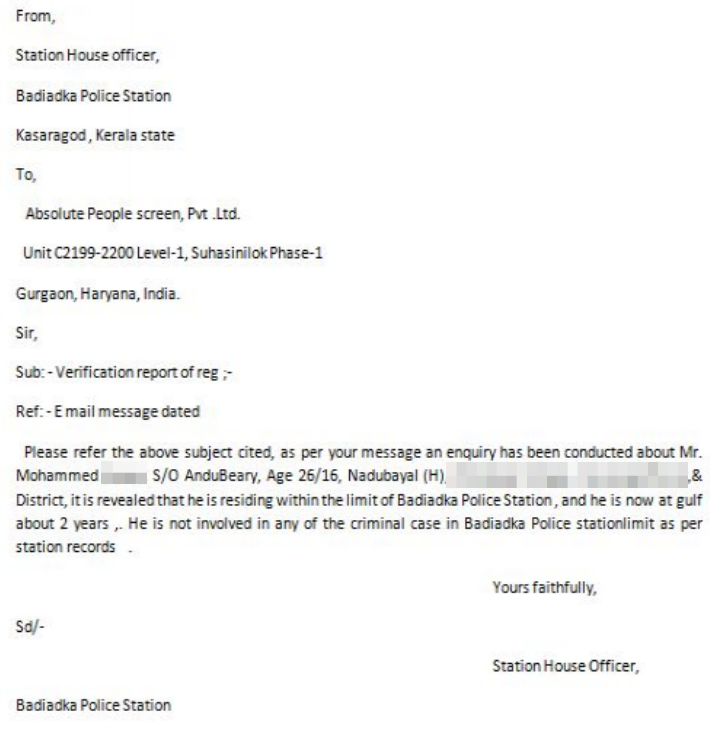 From,
Station House officer,
Badiadka Police Station
Kasaragod , Kerala state
To,
Absolute People screen, Pvt .Ltd.
Unit C2199-2200 Level-1, Suhasinilok Phase-1
Gurgaon, Haryana, India.
Sir,
Sub: - Verification report of reg ;-
Ref: - E mail message dated
Please refer the above subject cited, as per your message an enquiry has been conducted about Mr.
Mohammed S/O AnduBeary, Age 26/16, Nadubayal (H) ,&
District, it is revealed that he is residing within the limit of Badiadka Police Station , and he is now at gulf
about 2 years ,. He is not involved in any of the criminal case in Badiadka Police stationlimit as per
station records .
Yours faithfully,
Sd/-
Station House Officer,
Badiadka Police Station